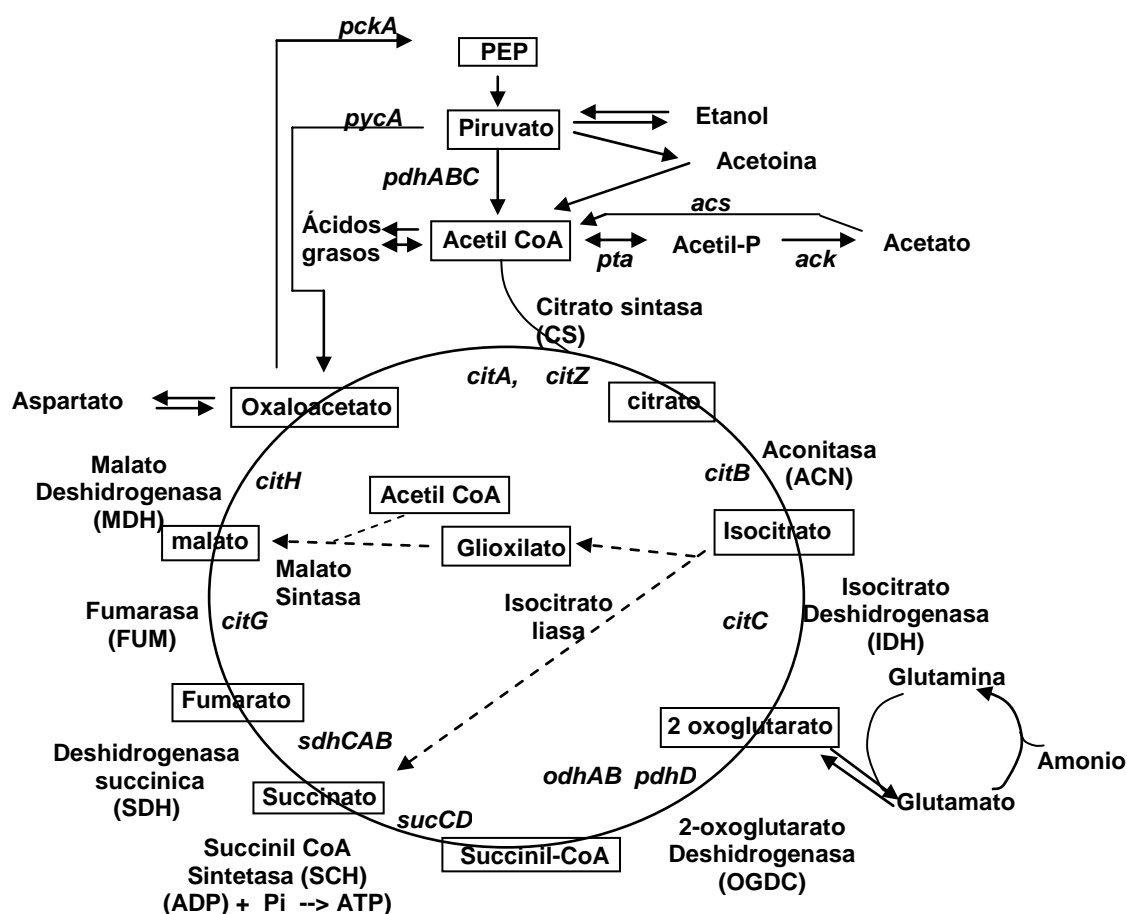 pckA
PEP
pycA
Piruvato
Etanol
Acetoina
pdhABC
acs
Ácidos
grasos
Acetil CoA
pta
Acetil-P
ack
Acetato
Citrato sintasa
(CS)
citA, citZ
Aspartato
Oxaloacetato
citrato
Malato
Deshidrogenasa
(MDH)
citH
Acetil CoA
citB
Aconitasa
(ACN)
malato
Glioxilato
Isocitrato
Malato
Sintasa
Fumarasa
(FUM)
citG
Isocitrato
liasa
citC
Isocitrato
Deshidrogenasa
(IDH)
Glutamina
Fumarato
2 oxoglutarato
sdhCAB
Deshidrogenasa
succinica
(SDH)
Amonio
odhAB pdhD
Succinato
Glutamato
sucCD
Succinil-CoA
2-oxoglutarato
Deshidrogenasa
(OGDC)
Succinil CoA
Sintetasa (SCH)
(ADP) + Pi --> ATP)